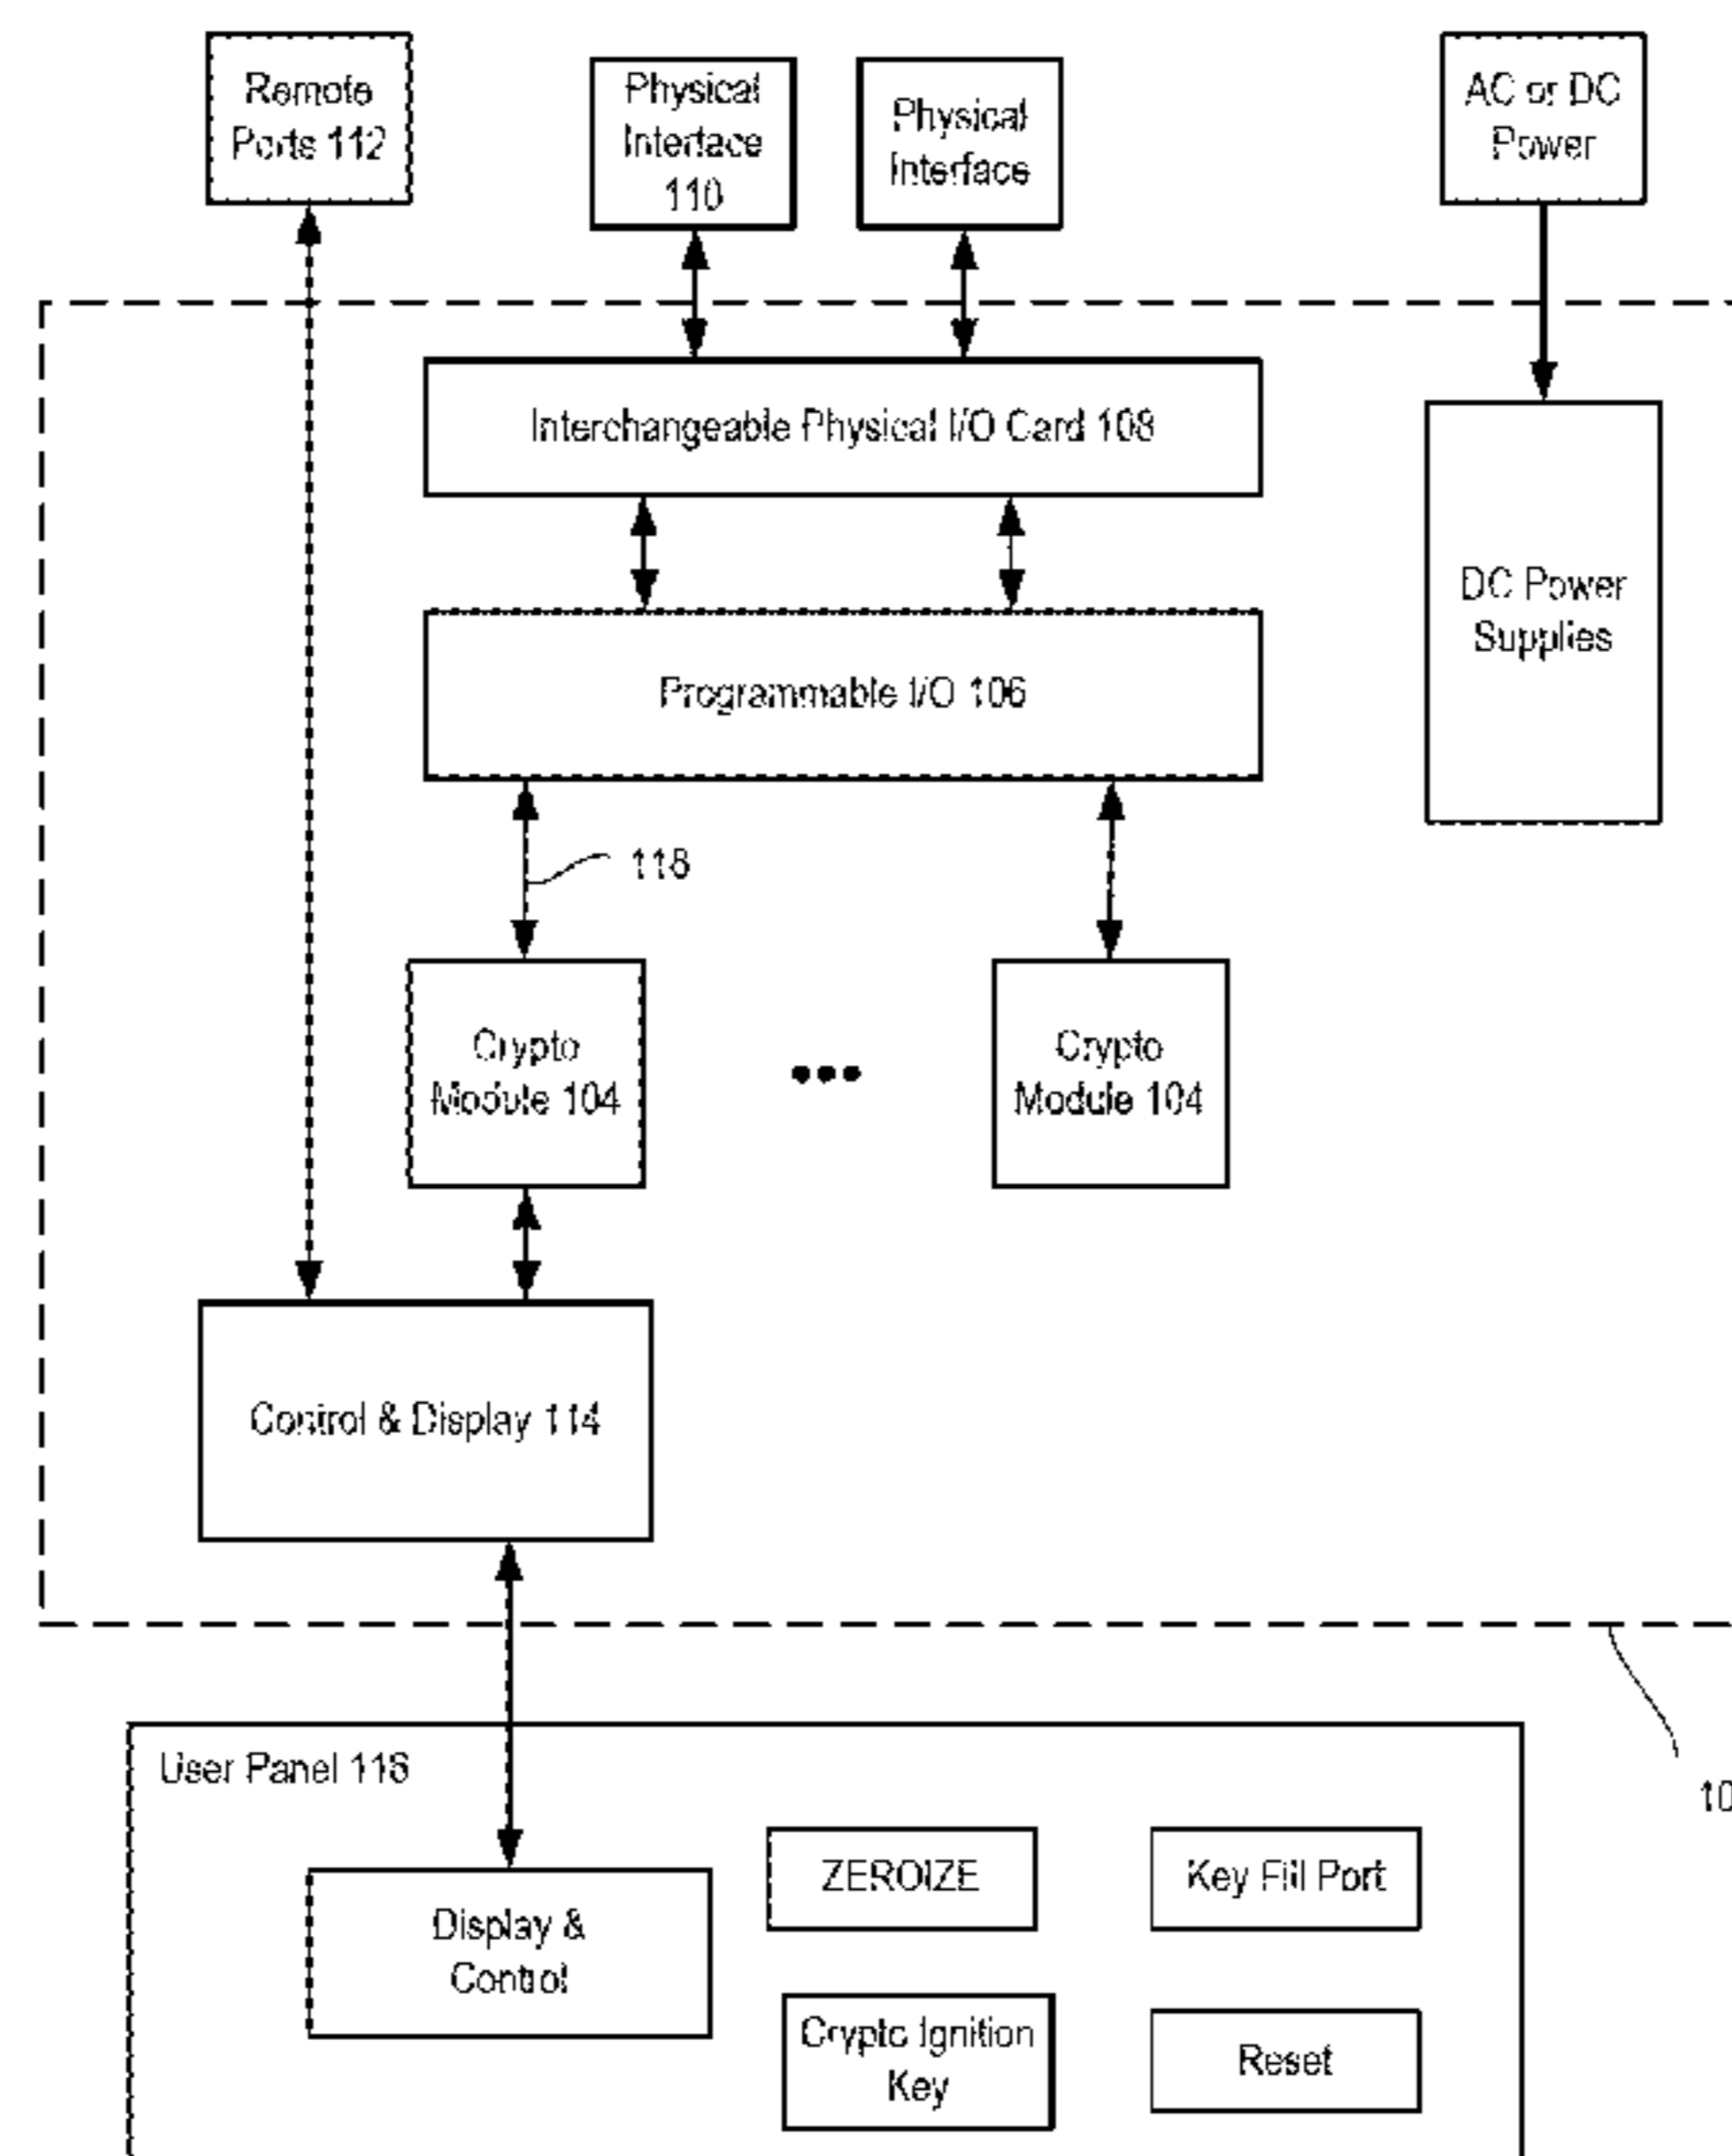 Remote
Ports 112
Physical
Interface
110
Physical
Interface
AC or DC
Power
Interchangeable Physical I/O Card 108
DC Power
Supplies
Programmable I/O 106
118
Crypto
Module 104
•••
Crypto
Module 104
Control & Display 114
User Panel 116
10
ZEROIZE
Key Fill Port
Display &
Control
Crypto Ignition
Key
Reset